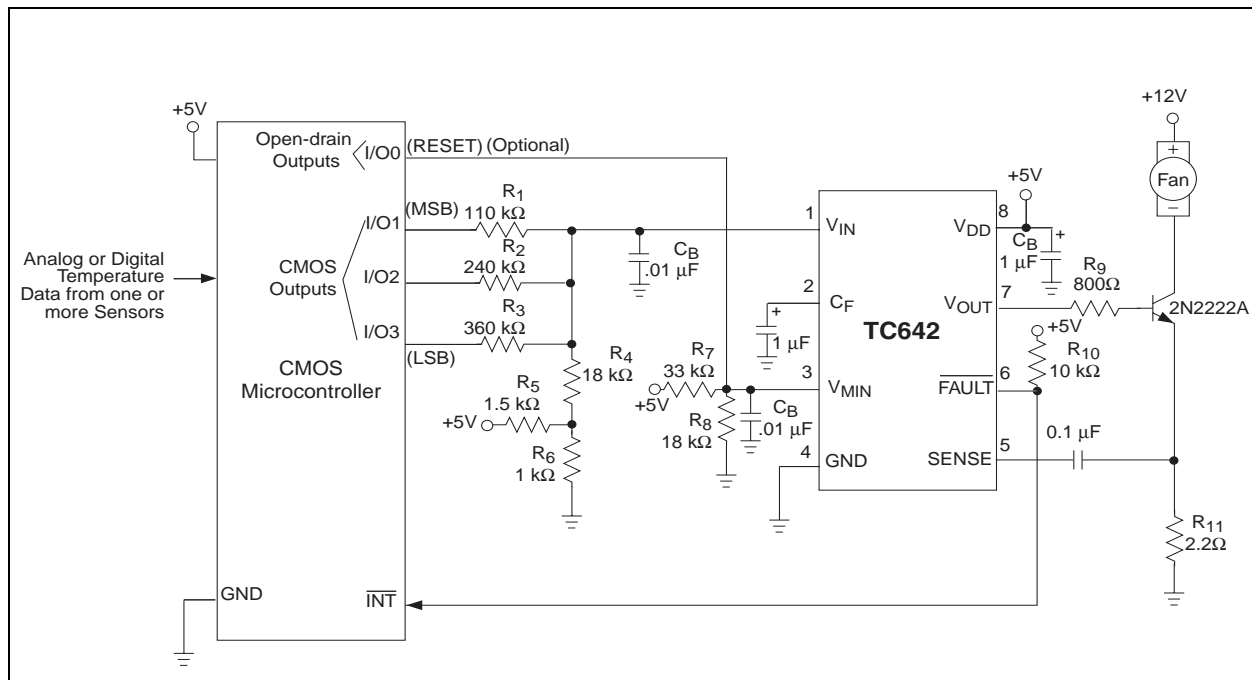 +5V
Open-drain
Outputs
I/O0
(RESET) (Optional)
I/O1
(MSB)
R1
110 kΩ
CMOS
Outputs
I/O2
R2
240 kΩ
I/O3
R3
360 kΩ
(LSB)
Analog or Digital
Temperature
Data from one or
more Sensors
CMOS
Microcontroller
GND
INT
CB
.01 µF
R4
18 kΩ
R5
1.5 kΩ
+5V
R6
1 kΩ
R7
33 kΩ
+5V
R8
18 kΩ
CB
.01 µF
1 µF
1
VIN
2
CF
3
VMIN
4
GND
TC642
8
VDD
7
VOUT
6
FAULT
5
SENSE
+5V
CB
1 µF
+
+
R9
800Ω
+5V
R10
10 kΩ
0.1 µF
+12V
+
Fan
−
2N2222A
R11
2.2Ω